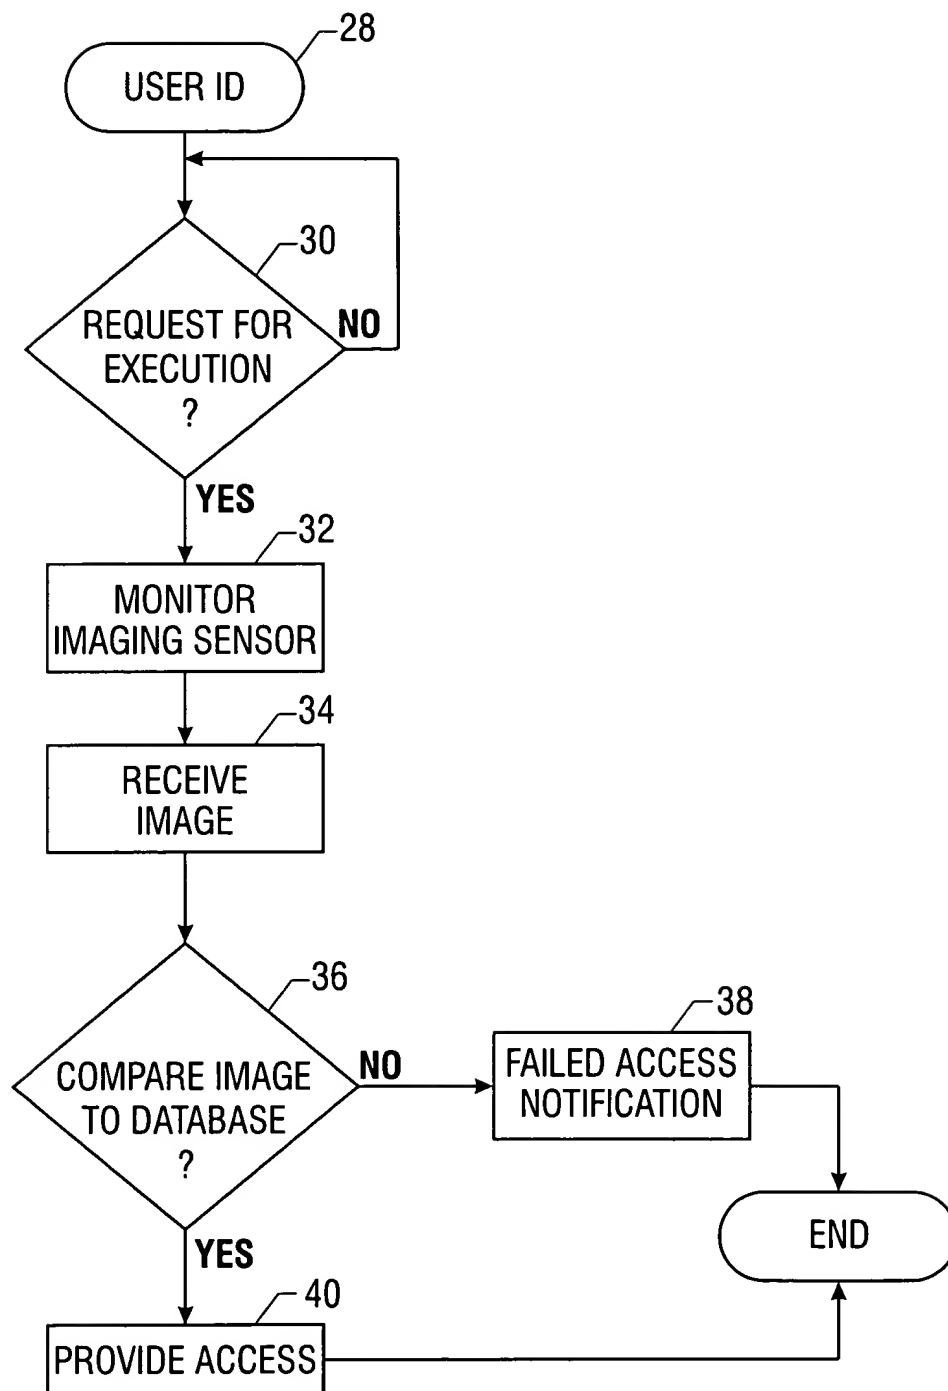 28
USER ID
30
REQUEST FOR
EXECUTION
?
NO
YES
32
MONITOR
IMAGING SENSOR
34
RECEIVE
IMAGE
36
COMPARE IMAGE
TO DATABASE
?
NO
38
FAILED ACCESS
NOTIFICATION
END
YES
40
PROVIDE ACCESS